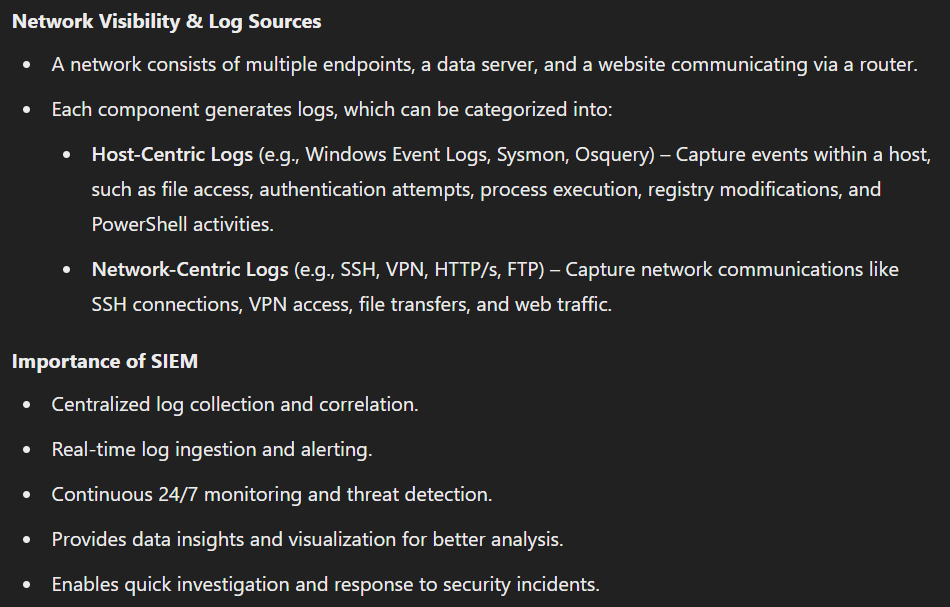 Network Visibility & Log Sources
• A network consists of multiple endpoints, a data server, and a website communicating via a router.
• Each component generates logs, which can be categorized into:
• Host-Centric Logs (e.g., Windows Event Logs, Sysmon, Osquery) – Capture events within a host,
such as file access, authentication attempts, process execution, registry modifications, and
PowerShell activities.
• Network-Centric Logs (e.g., SSH, VPN, HTTP/s, FTP) – Capture network communications like
SSH connections, VPN access, file transfers, and web traffic.
Importance of SIEM
• Centralized log collection and correlation.
• Real-time log ingestion and alerting.
• Continuous 24/7 monitoring and threat detection.
• Provides data insights and visualization for better analysis.
• Enables quick investigation and response to security incidents.